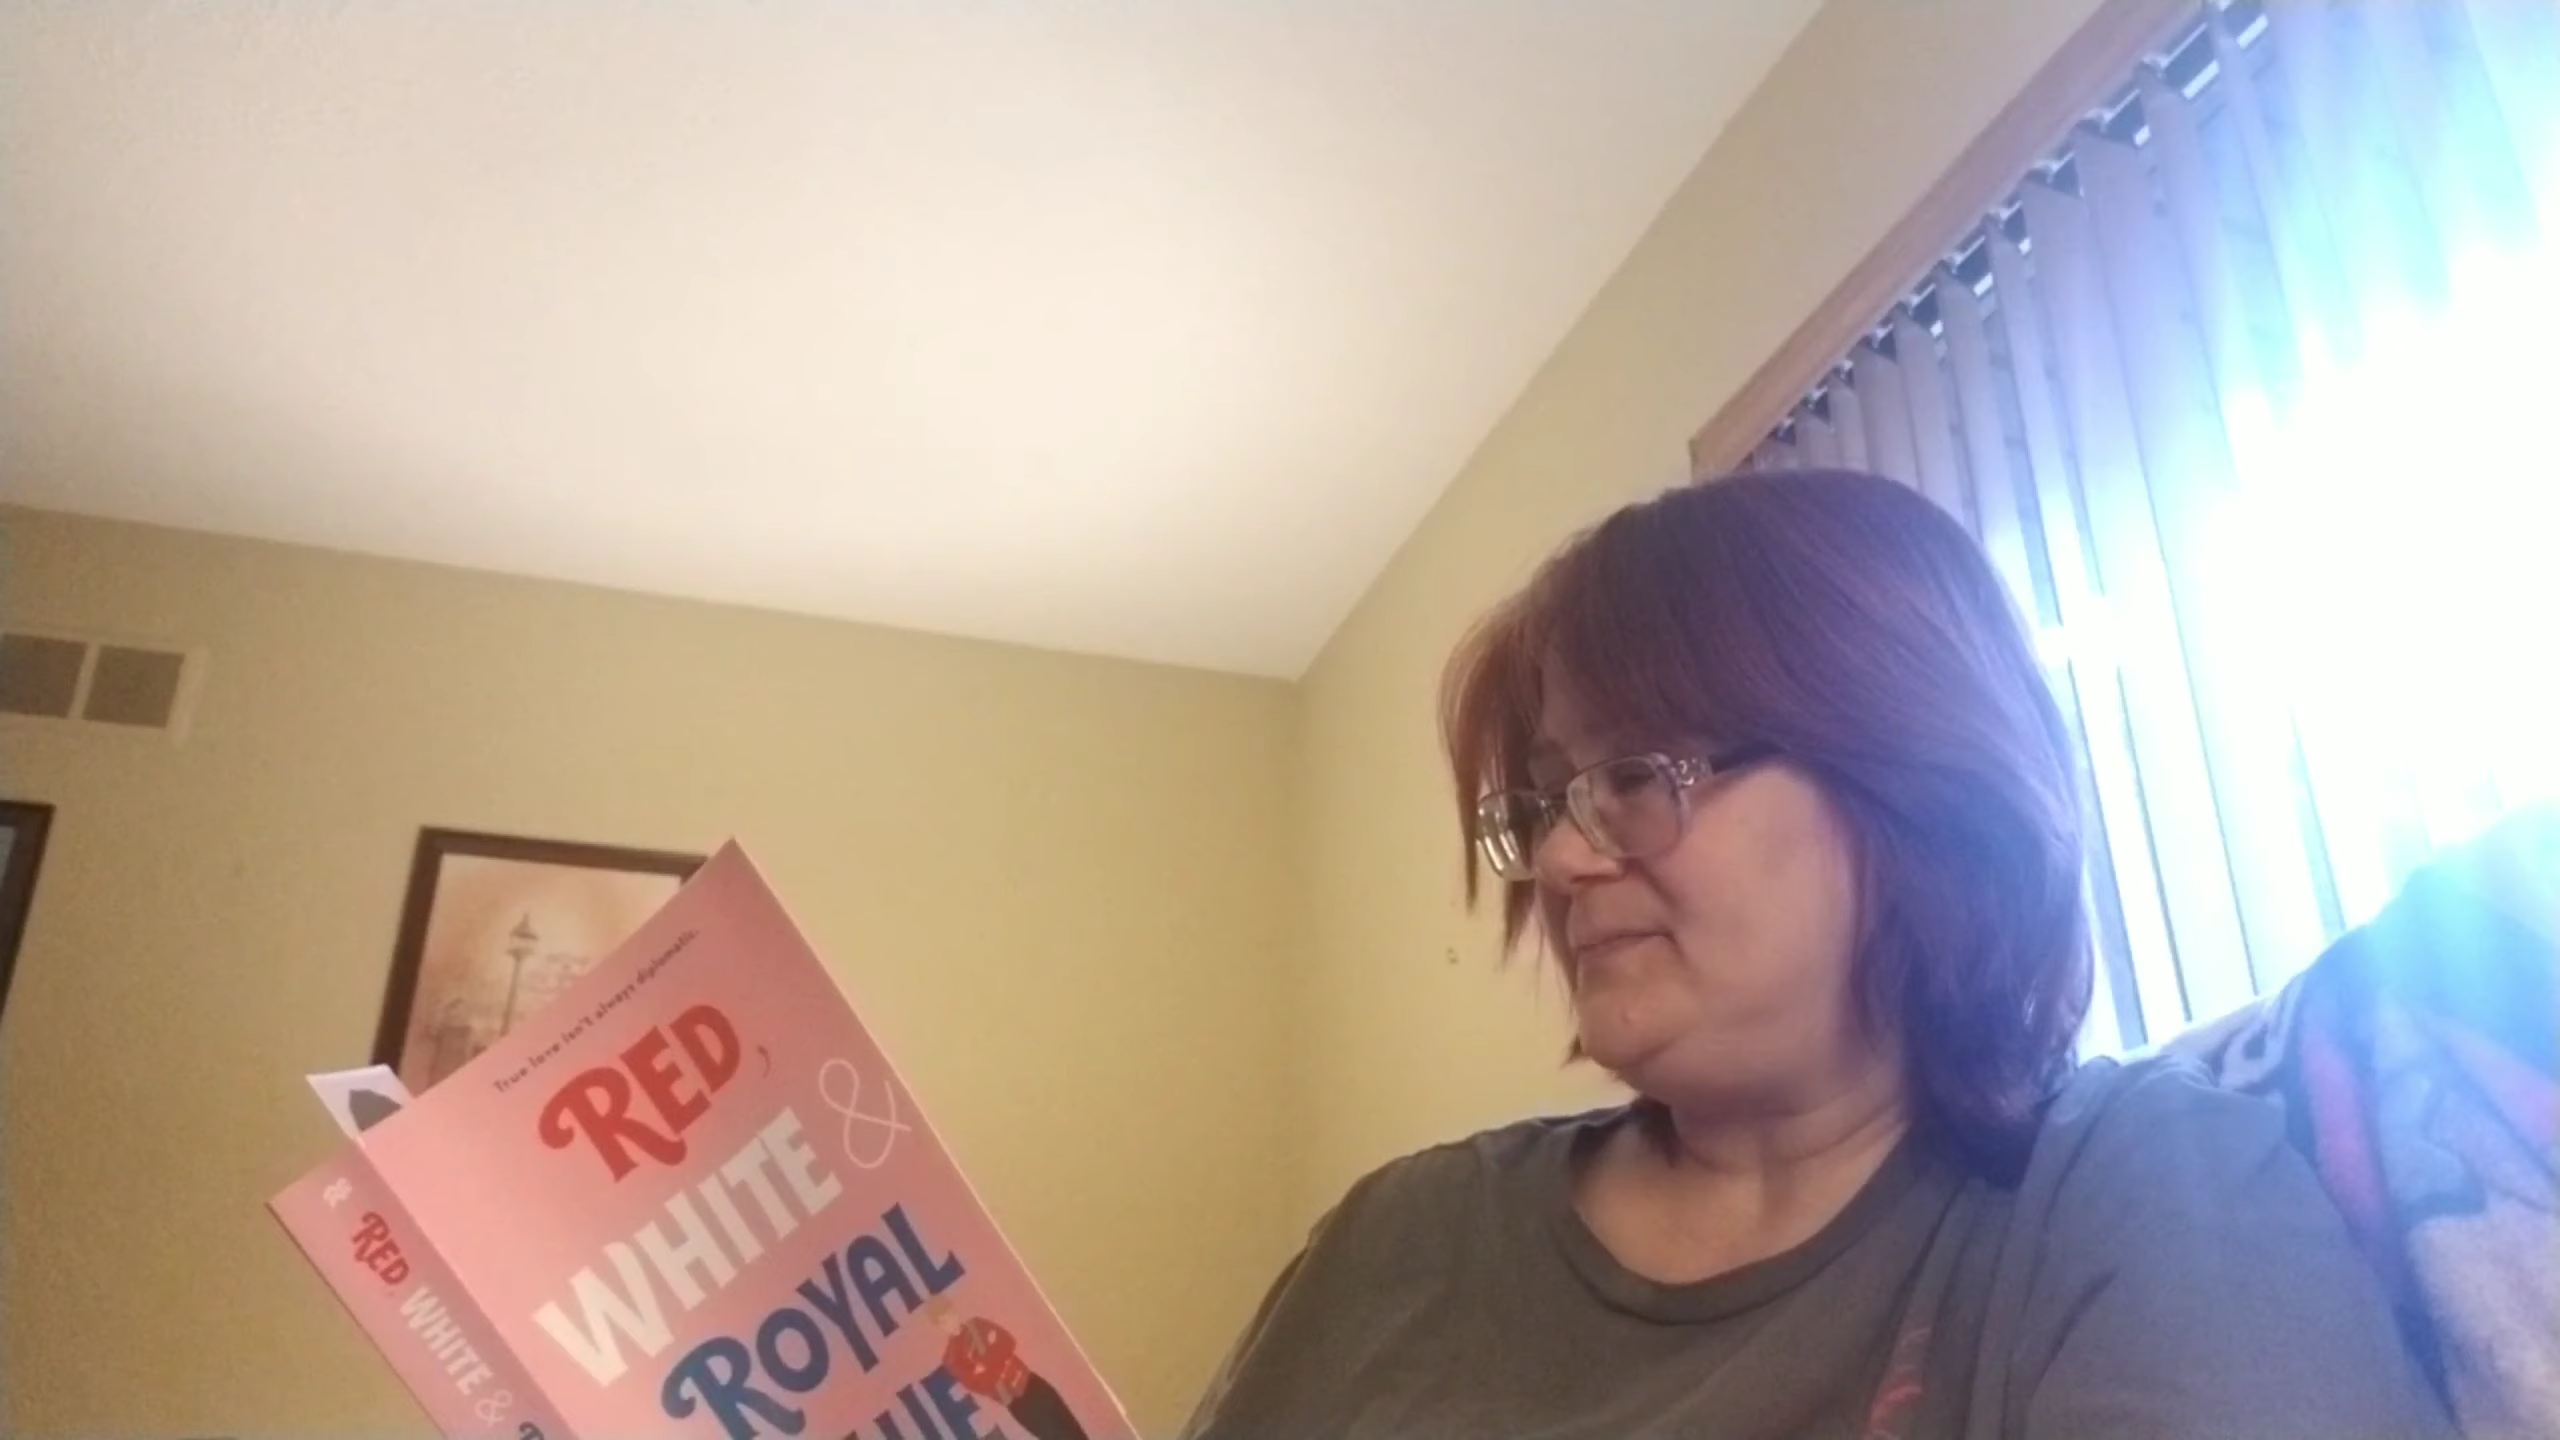 True love isn't always diplomatic.
RED,
WHITE &
ROYAL
& RED, WHITE &